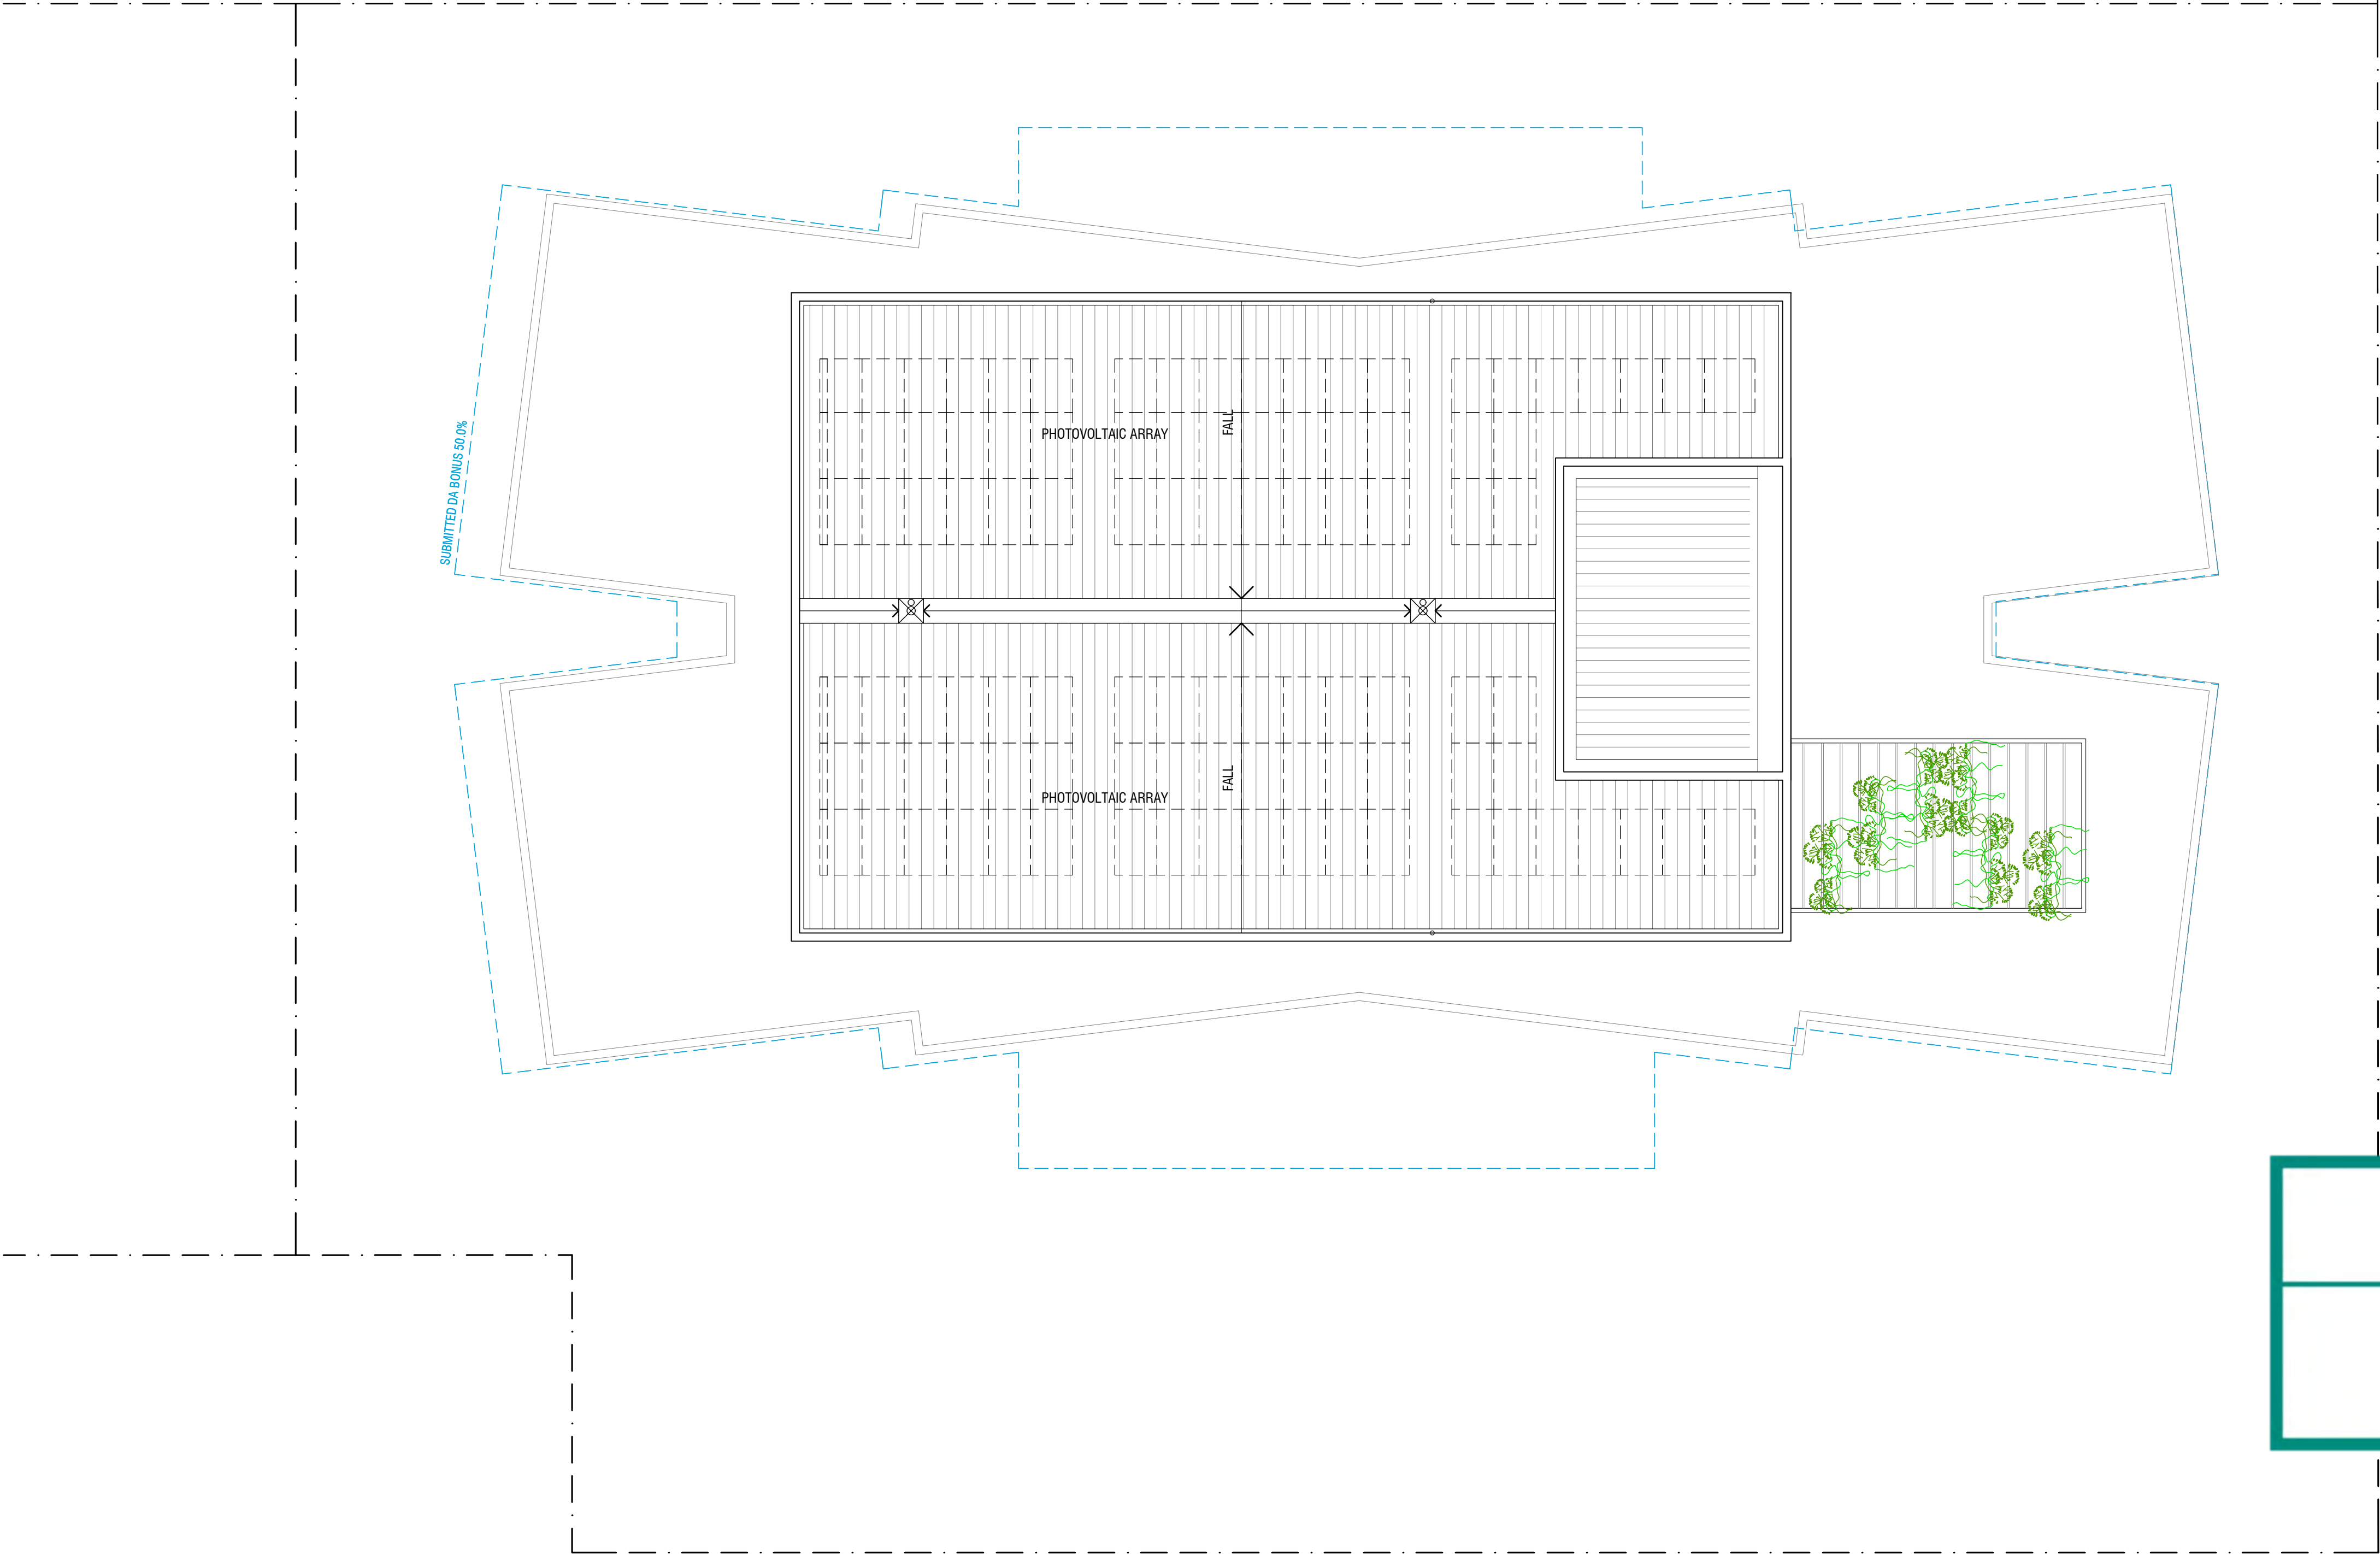 PHOTOVOLTAIC ARRAY
FALL
SUBMITTED DA BONUS 50.0%
PHOTOVOLTAIC ARRAY
FALL